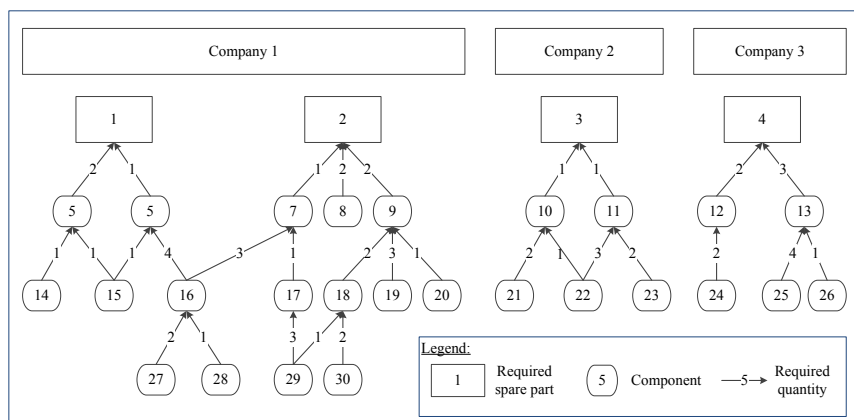 Company 1 Company 2 Company 3
1 2 3 4
2 1 1 2 2 1 1 2 3
5 5 7 8 9 10 11 12 13
1 1 1 4 3 1 2 3 1 2 1 3 2 2 4 1
14 15 16 17 18 19 20 21 22 23 24 25 26
2 1 3 1 2
27 28 29 30
Legend:
1 Required
spare part
5 Component
5 Required
quantity